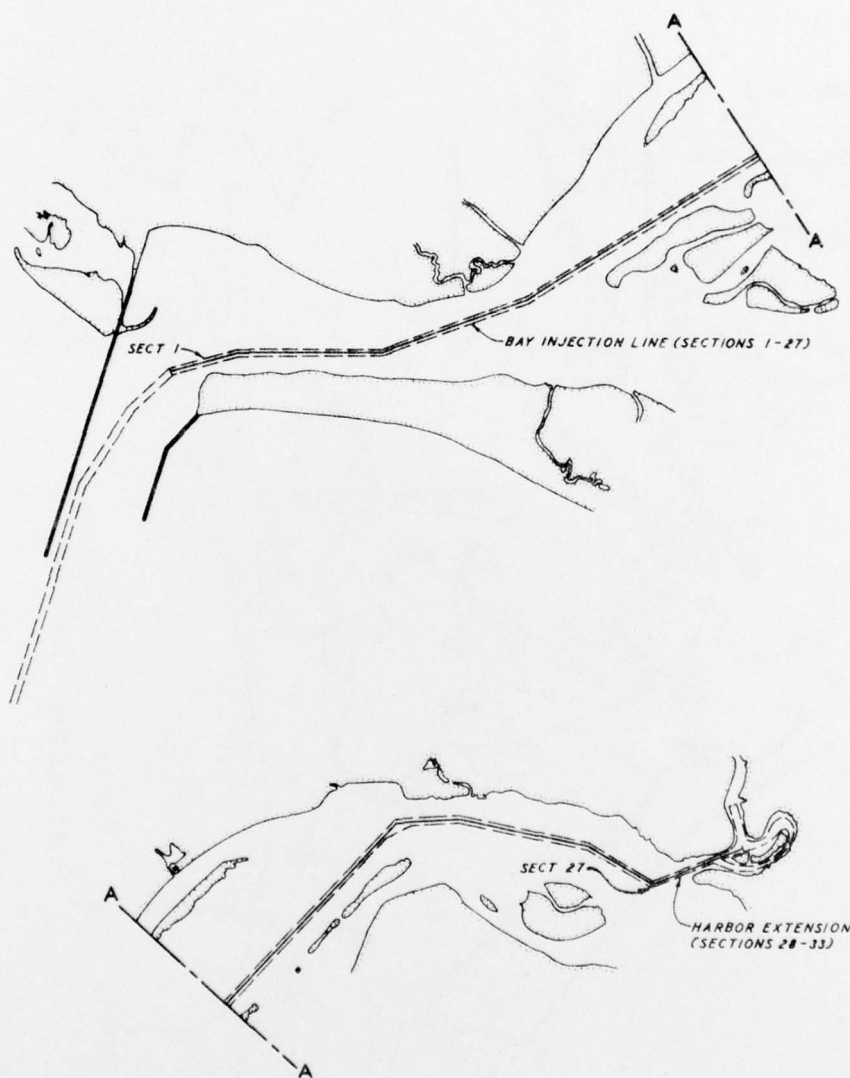 A
A
SECT 1
BAY INJECTION LINE (SECTIONS 1-27)
SECT 27
A
HARBOR EXTENSION
(SECTIONS 28-33)
A